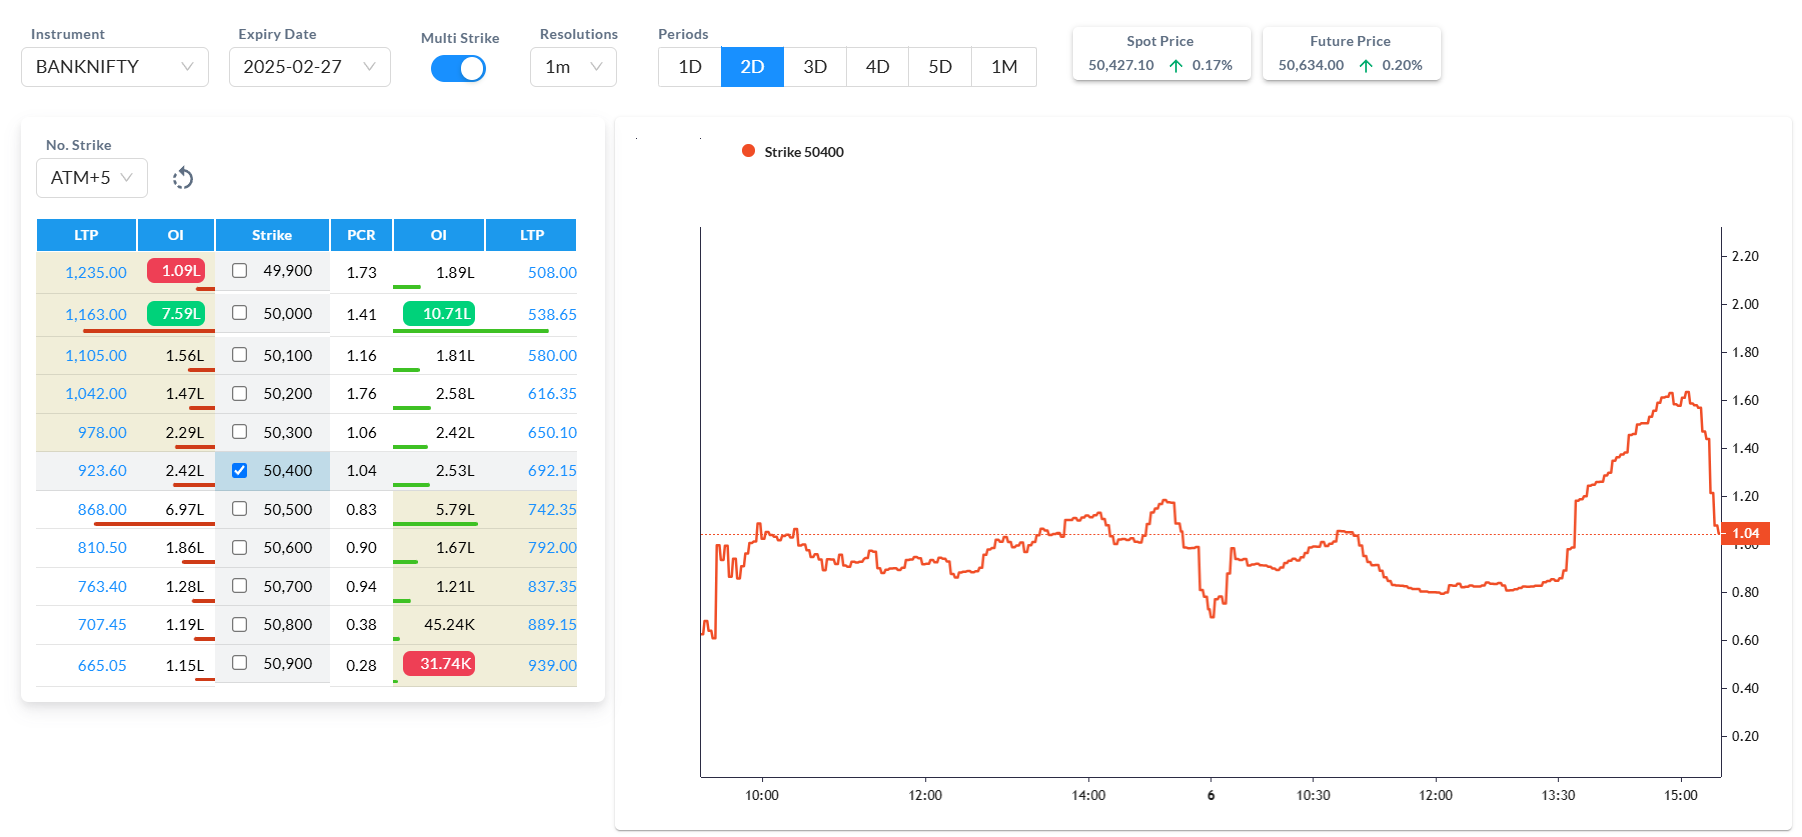 Instrument Expiry Date Multi Strike Resolutions Periods
BANKNIFTY 2025-02-27 1m 1D 2D 3D 4D 5D 1M
Spot Price Future Price
50,427.10 0.17% 50,634.00 0.20%
No. Strike
ATM+5
LTP OI Strike PCR OI LTP
1,235.00 1.09L 49,900 1.73 1.89L 508.00
1,163.00 7.59L 50,000 1.41 10.71L 538.65
1,105.00 1.56L 50,100 1.16 1.81L 580.00
1,042.00 1.47L 50,200 1.76 2.58L 616.35
978.00 2.29L 50,300 1.06 2.42L 650.10
923.60 2.42L 50,400 1.04 2.53L 692.15
868.00 6.97L 50,500 0.83 5.79L 742.35
810.50 1.86L 50,600 0.90 1.67L 792.00
763.40 1.28L 50,700 0.94 1.21L 837.35
707.45 1.19L 50,800 0.38 45.24K 889.15
665.05 1.15L 50,900 0.28 31.74K 939.00
Strike 50400
2.20
2.00
1.80
1.60
1.40
1.20
1.04
1.00
0.80
0.60
0.40
0.20
10:00 12:00 14:00 6 10:30 12:00 13:30 15:00